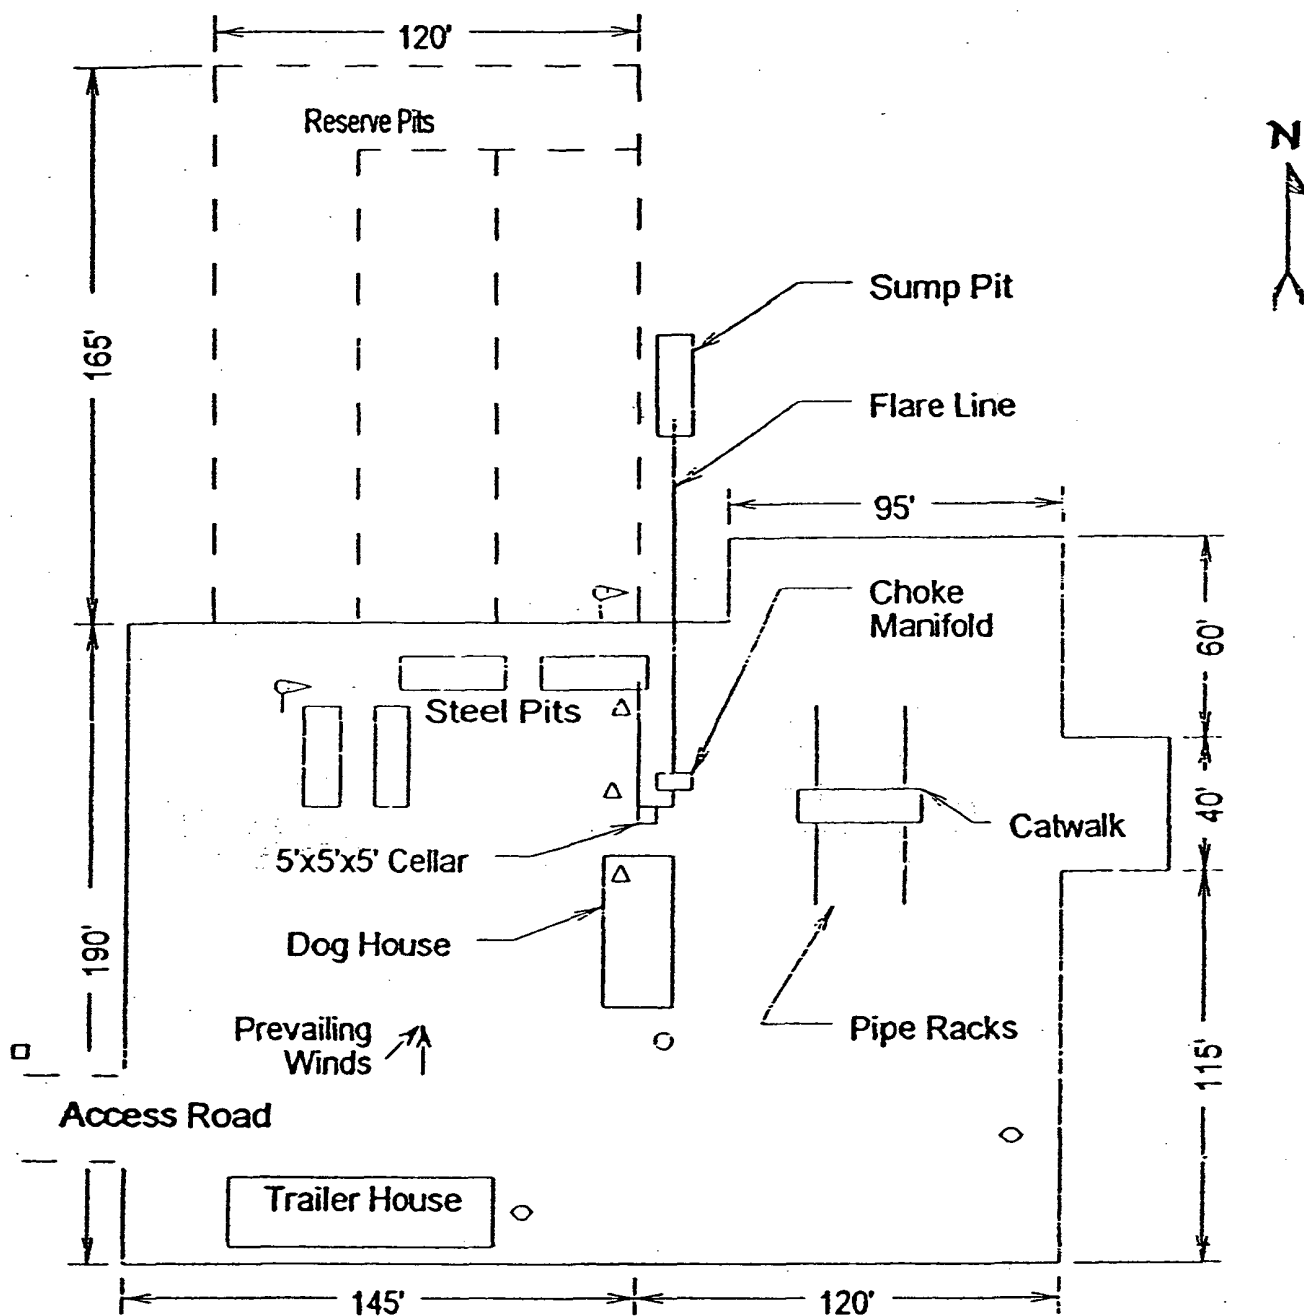 120'
Reserve Pits
N
165'
Sump Pit
Flare Line
95'
Choke
Manifold
60'
Steel Pits
40'
Catwalk
5'x5'x5' Cellar
Dog House
190'
Prevailing
Winds
Pipe Racks
115'
Access Road
Trailer House
145'
120'